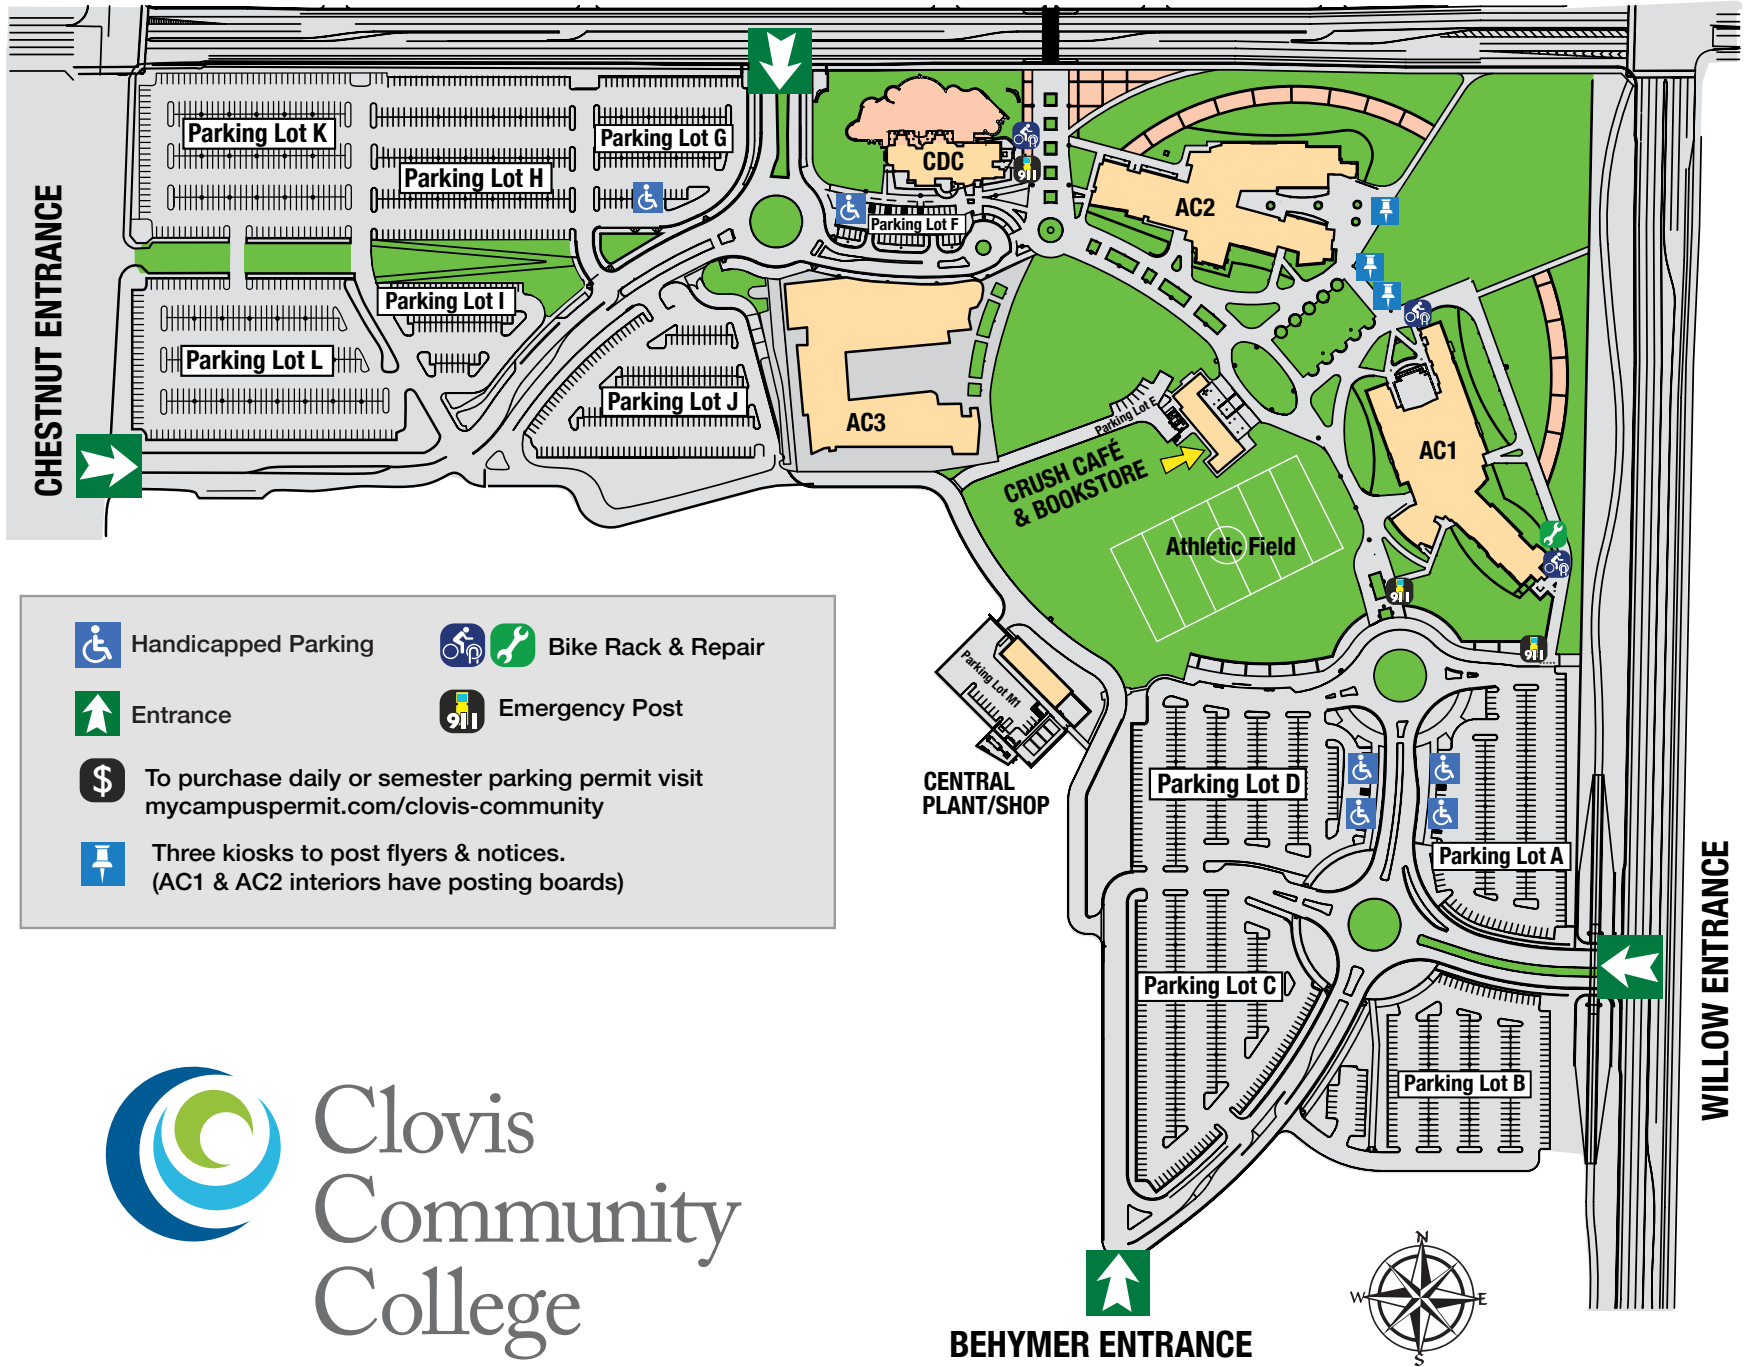 Parking Lot K
Parking Lot H
Parking Lot G
CDC
911
AC2
Parking Lot F
CHESTNUT ENTRANCE
Parking Lot I
Parking Lot L
Parking Lot J
AC3
Parking Lot E
CRUSH CAFÉ
& BOOKSTORE
AC1
Athletic Field
911
911
Parking Lot M1
CENTRAL
PLANT/SHOP
Parking Lot D
Parking Lot A
Parking Lot C
Parking Lot B
WILLOW ENTRANCE
BEHYMER ENTRANCE
Handicapped Parking
Bike Rack & Repair
Entrance
911
Emergency Post
$
To purchase daily or semester parking permit visit
mycampuspermit.com/clovis-community
Three kiosks to post flyers & notices.
(AC1 & AC2 interiors have posting boards)
Clovis
Community
College
N
W
E
S